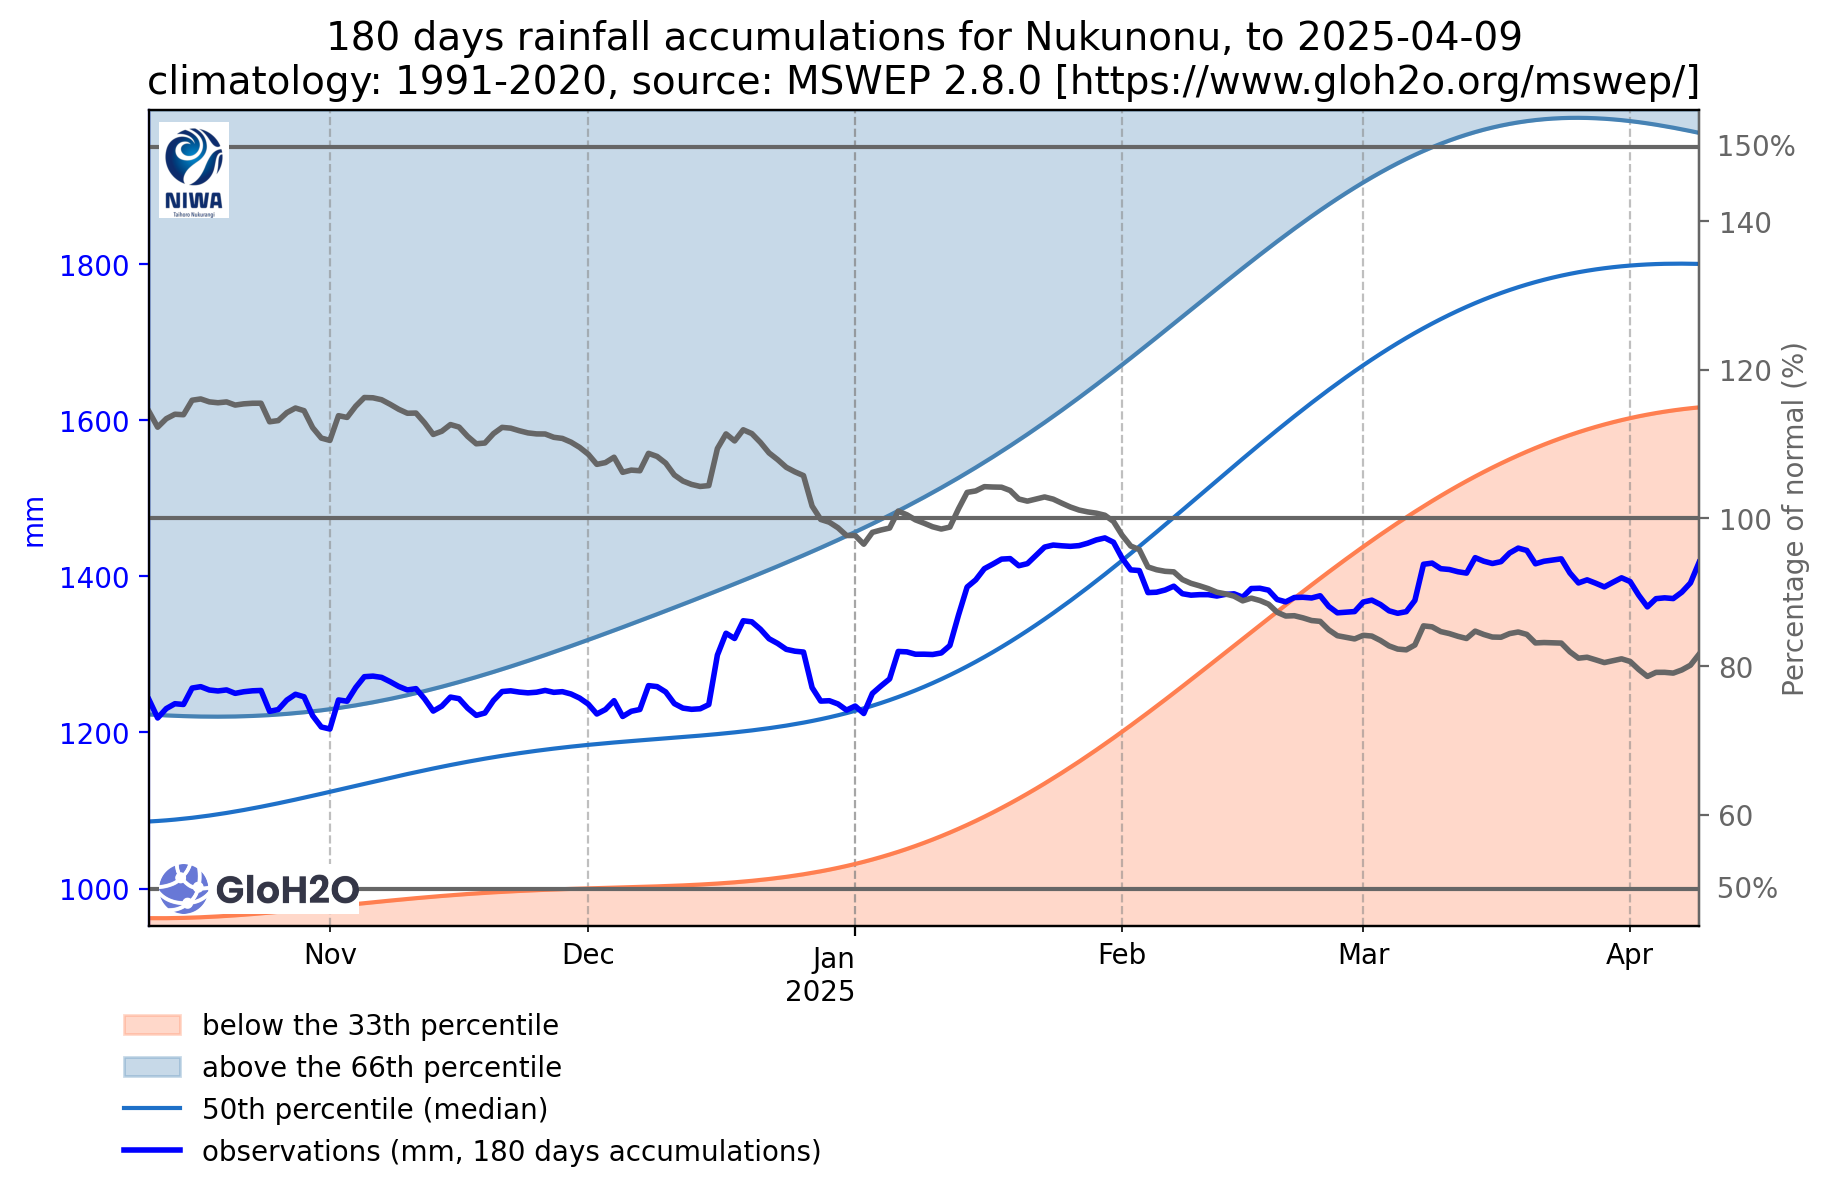 180 days rainfall accumulations for Nukunonu, to 2025-04-09
climatology: 1991-2020, source: MSWEP 2.8.0 [https://www.gloh2o.org/mswep/]
NIWA
Taihoro Nukurangi
150%
140
120
100
80
60
50%
Percentage of normal (%)
1800
1600
1400
1200
1000
mm
GloH2O
Nov
Dec
Jan
2025
Feb
Mar
Apr
below the 33th percentile
above the 66th percentile
50th percentile (median)
observations (mm, 180 days accumulations)